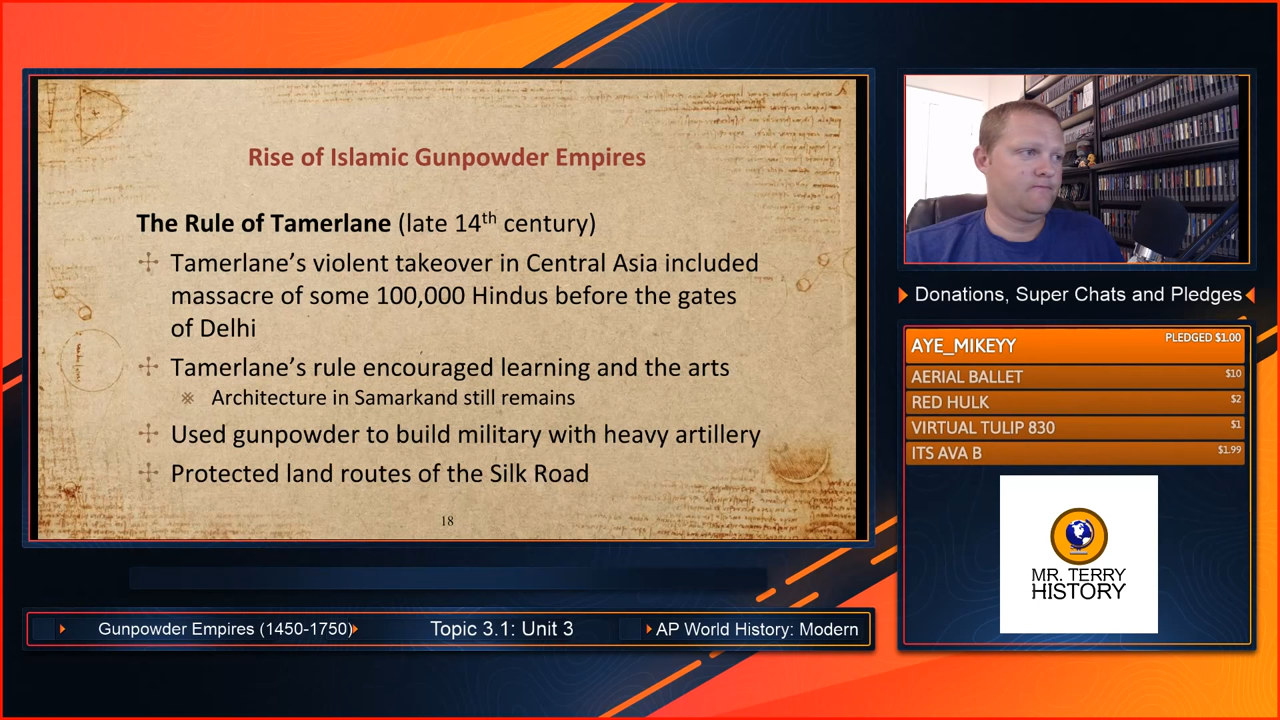 Rise of Islamic Gunpowder Empires
The Rule of Tamerlane (late 14th century)
Tamerlane's violent takeover in Central Asia included
massacre of some 100,000 Hindus before the gates
of Delhi
Tamerlane's rule encouraged learning and the arts
Architecture in Samarkand still remains
Used gunpowder to build military with heavy artillery
Protected land routes of the Silk Road
18
Donations, Super Chats and Pledges
AYE_MIKEYY PLEDGED $1.00
AERIAL BALLET $10
RED HULK $2
VIRTUAL TULIP 830 $1
ITS AVA B $1.99
MR. TERRY
HISTORY
Gunpowder Empires (1450-1750)
Topic 3.1: Unit 3
AP World History: Modern